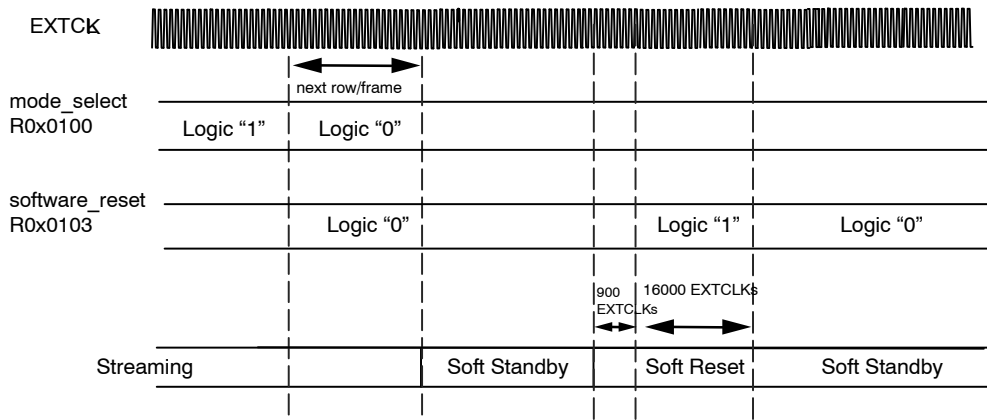 EXTCLK
next row/frame
mode_select
R0x0100
Logic “1”
Logic “0”
software_reset
R0x0103
Logic “0”
Logic “1”
Logic “0”
900
EXTCLKs
16000 EXTCLKs
Streaming
Soft Standby
Soft Reset
Soft Standby